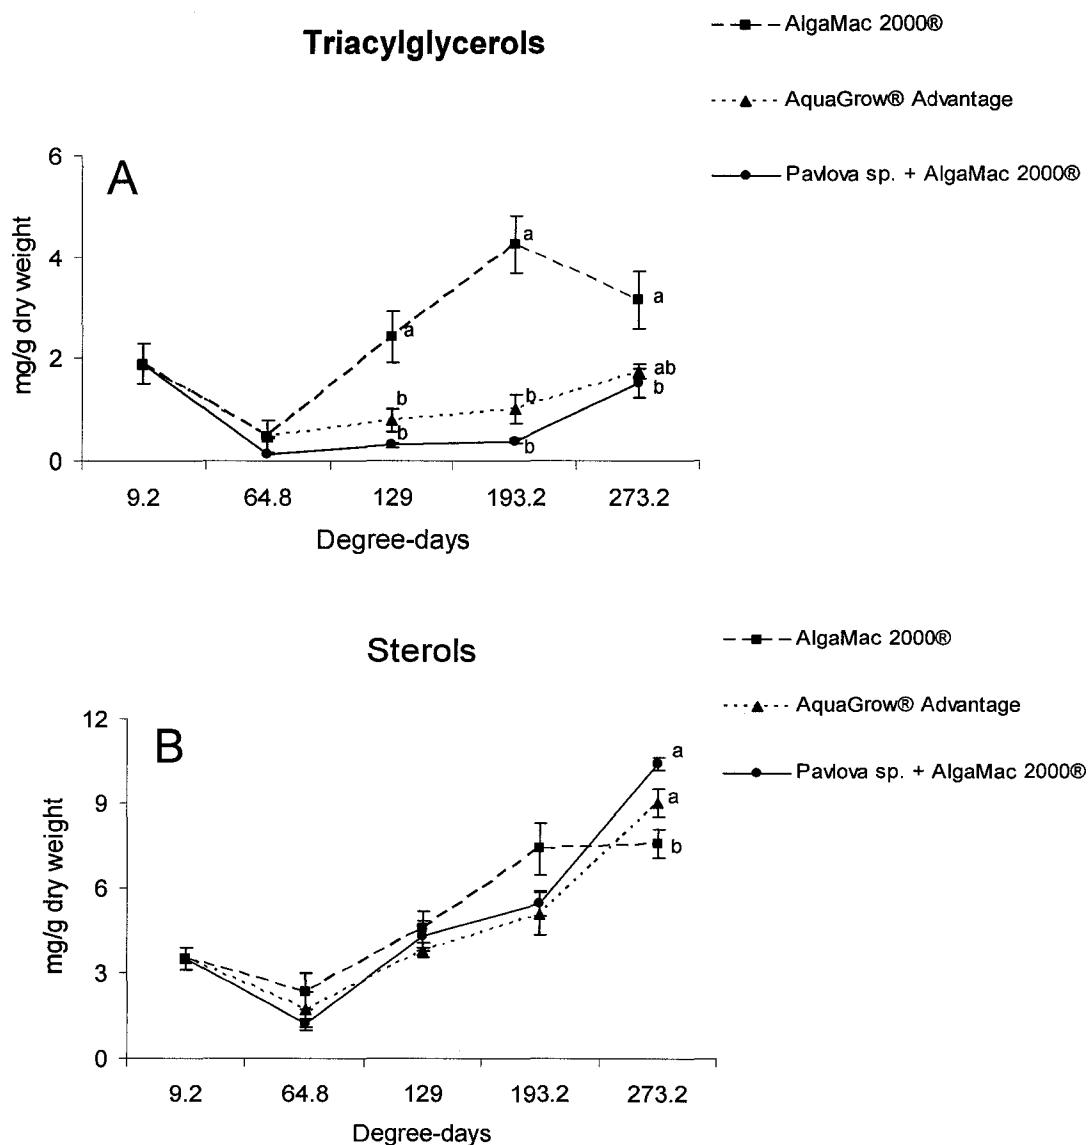 Triacylglycerols
AlgaMac 2000®
AquaGrow® Advantage
Pavlova sp. + AlgaMac 2000®
A
mg/g dry weight
6
4
2
0
a
a
a
b
b
ab
b
b
b
9.2 64.8 129 193.2 273.2
Degree-days
Sterols
AlgaMac 2000®
AquaGrow® Advantage
Pavlova sp. + AlgaMac 2000®
B
mg/g dry weight
12
9
6
3
0
a
a
b
9.2 64.8 129 193.2 273.2
Degree-days